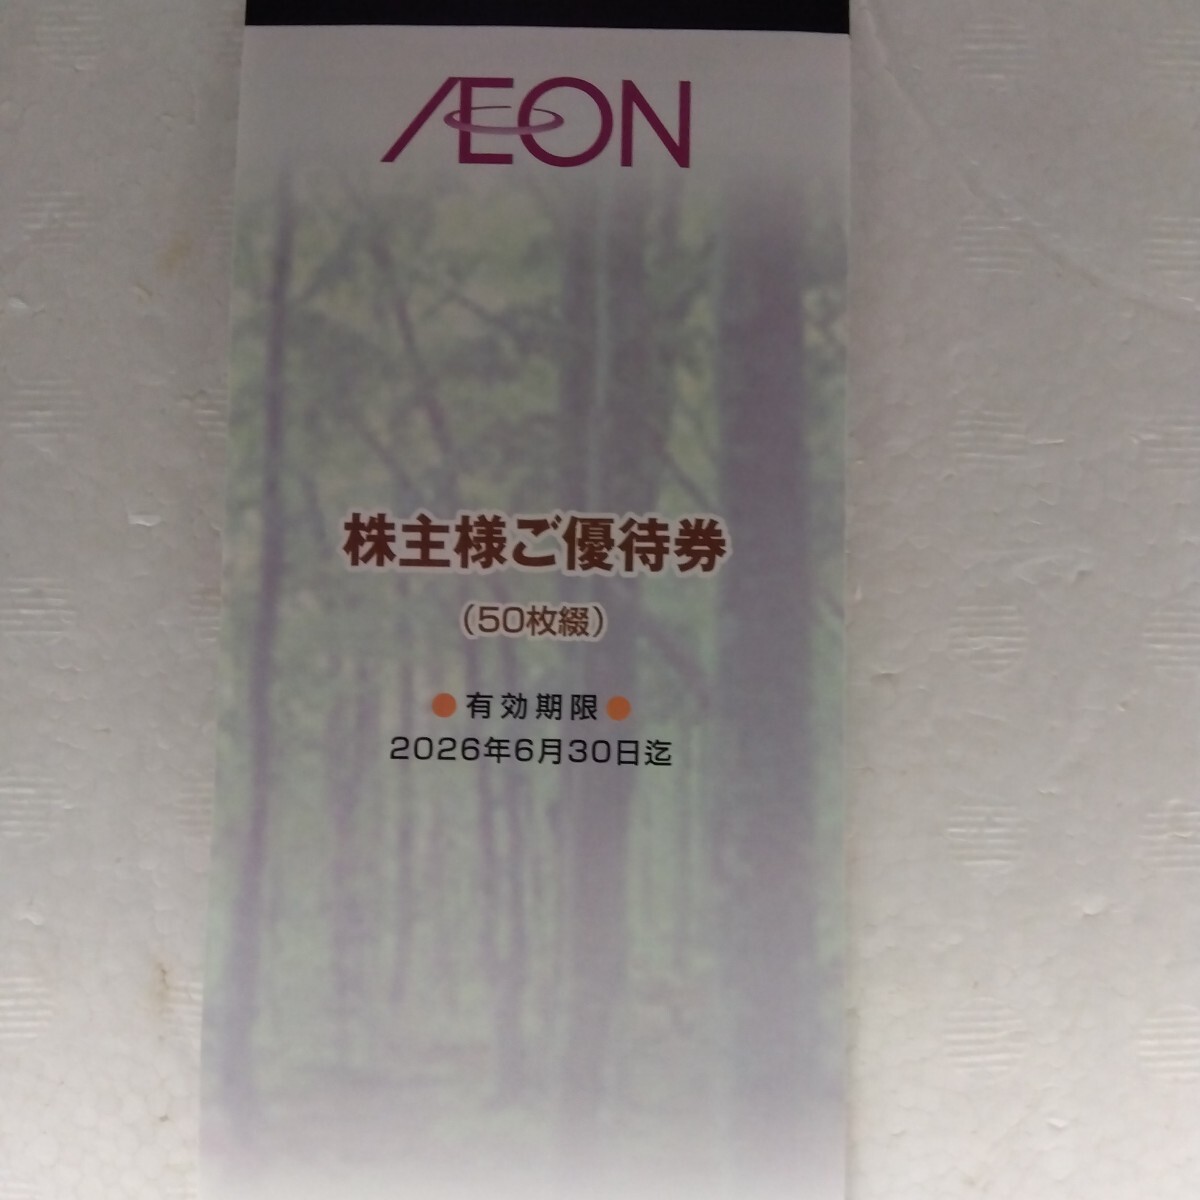 ÆON
株主様ご優待券
（50枚綴）
●有効期限●
2026年6月30日迄